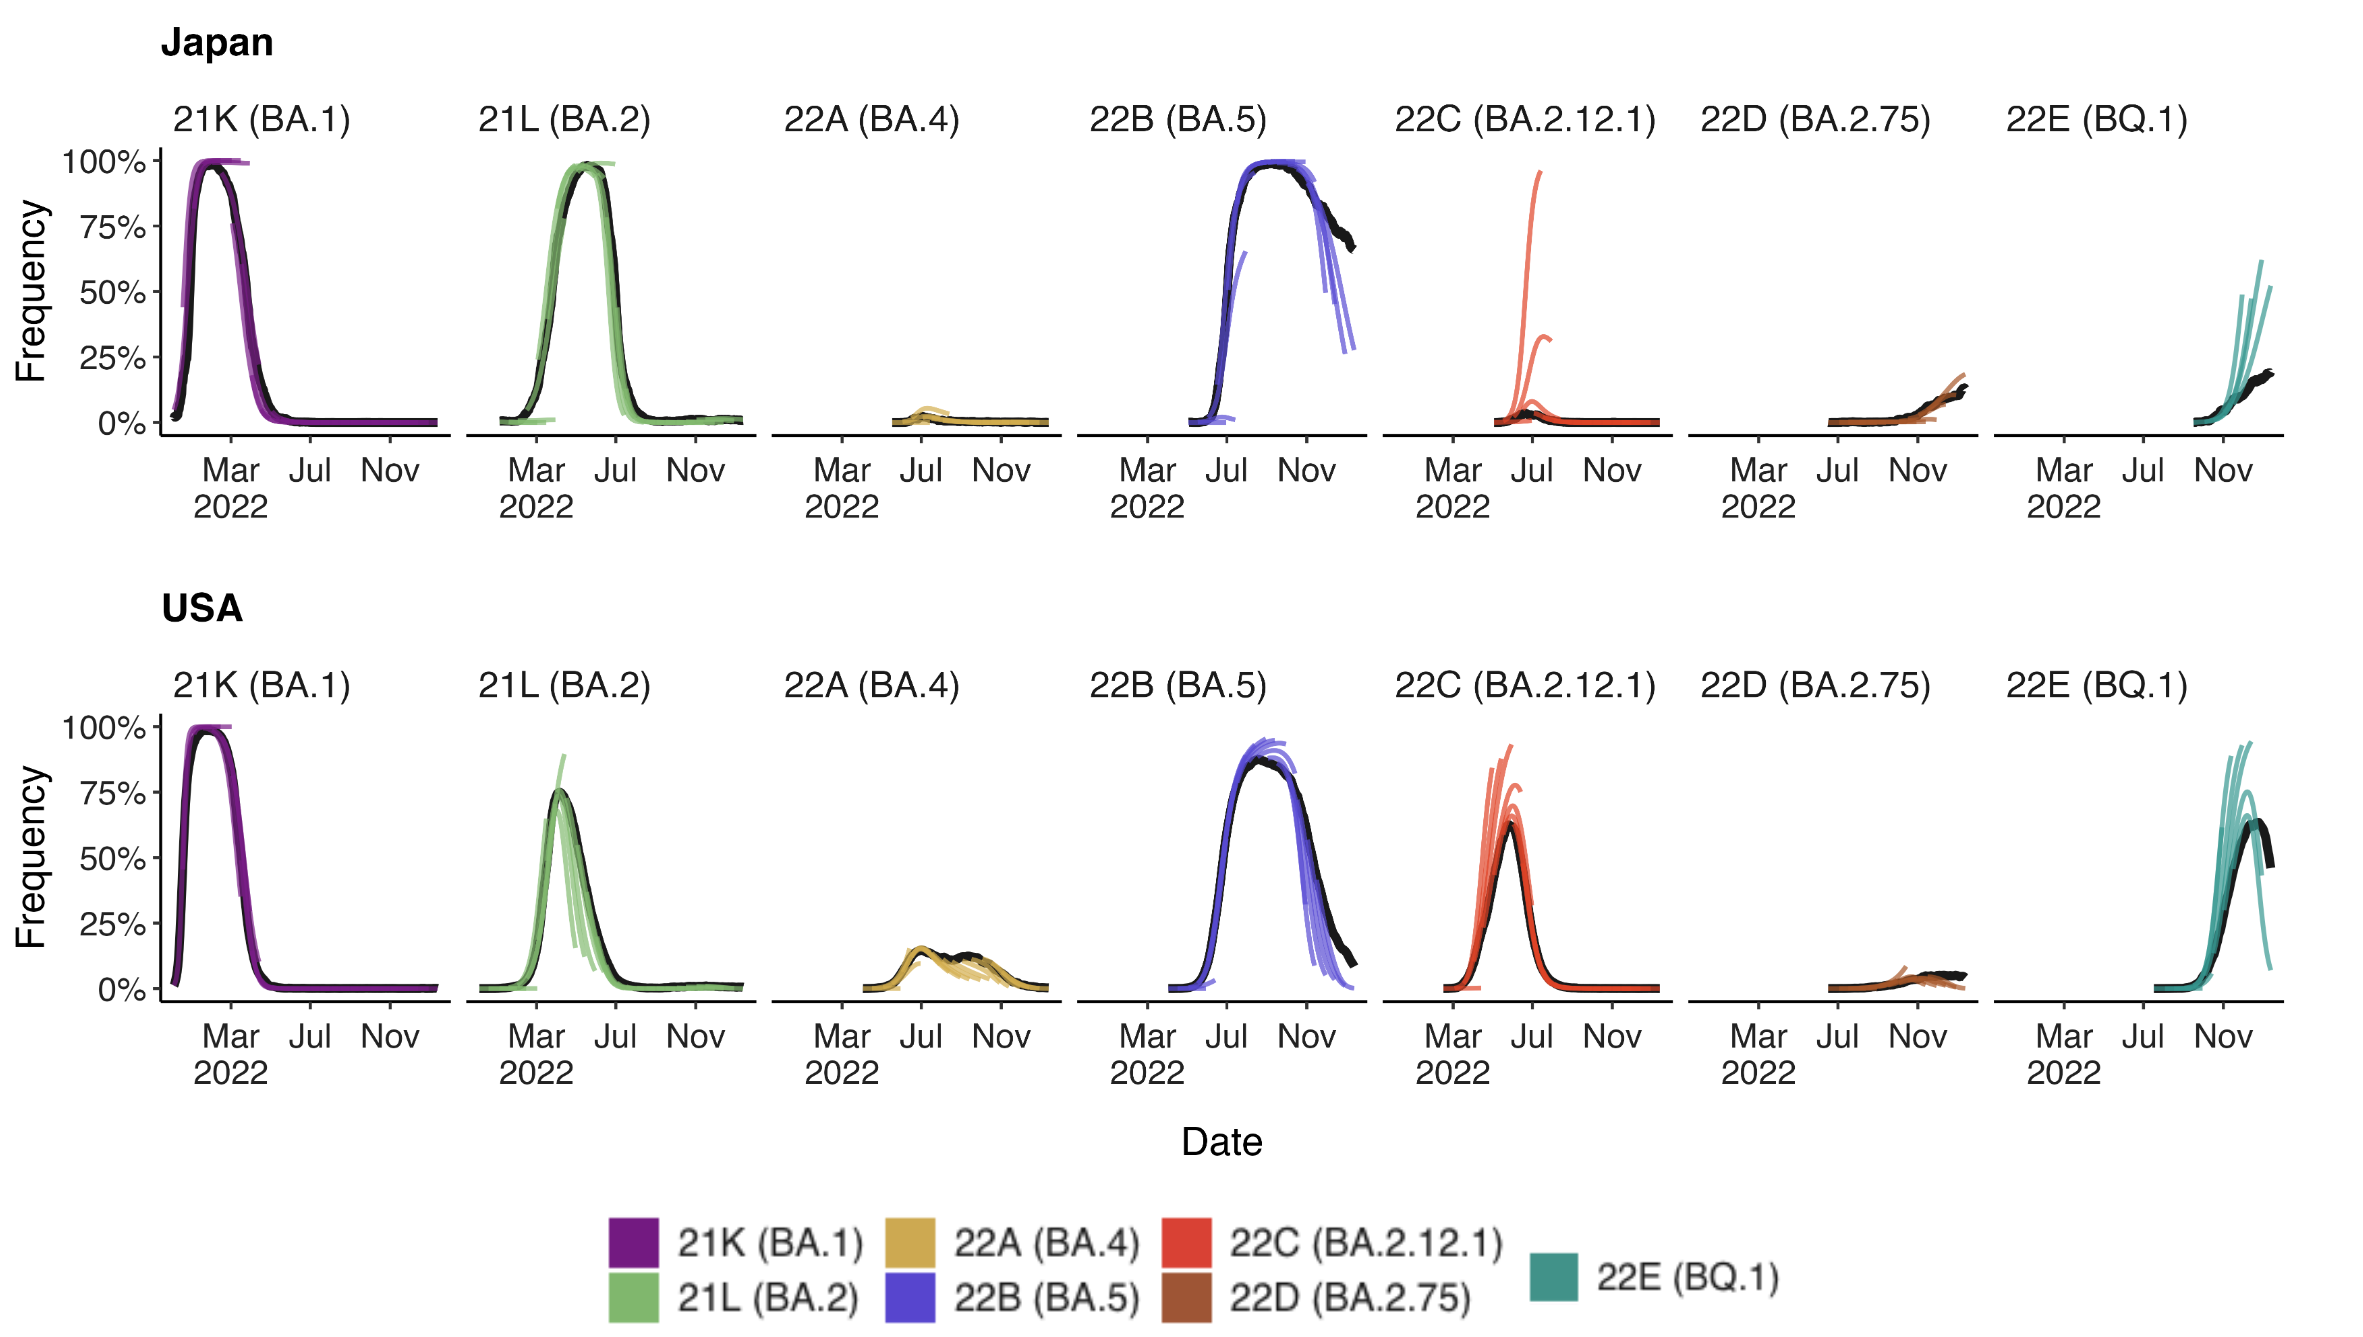 Japan
21K (BA.1) 21L (BA.2) 22A (BA.4) 22B (BA.5) 22C (BA.2.12.1) 22D (BA.2.75) 22E (BQ.1)
Frequency
100%
75%
50%
25%
0%
Mar Jul Nov Mar Jul Nov Mar Jul Nov Mar Jul Nov Mar Jul Nov Mar Jul Nov Mar Jul Nov
2022 2022 2022 2022 2022 2022 2022
USA
21K (BA.1) 21L (BA.2) 22A (BA.4) 22B (BA.5) 22C (BA.2.12.1) 22D (BA.2.75) 22E (BQ.1)
Frequency
100%
75%
50%
25%
0%
Mar Jul Nov Mar Jul Nov Mar Jul Nov Mar Jul Nov Mar Jul Nov Mar Jul Nov Mar Jul Nov
2022 2022 2022 2022 2022 2022 2022
Date
21K (BA.1) 22A (BA.4) 22C (BA.2.12.1)
21L (BA.2) 22B (BA.5) 22D (BA.2.75)
22E (BQ.1)